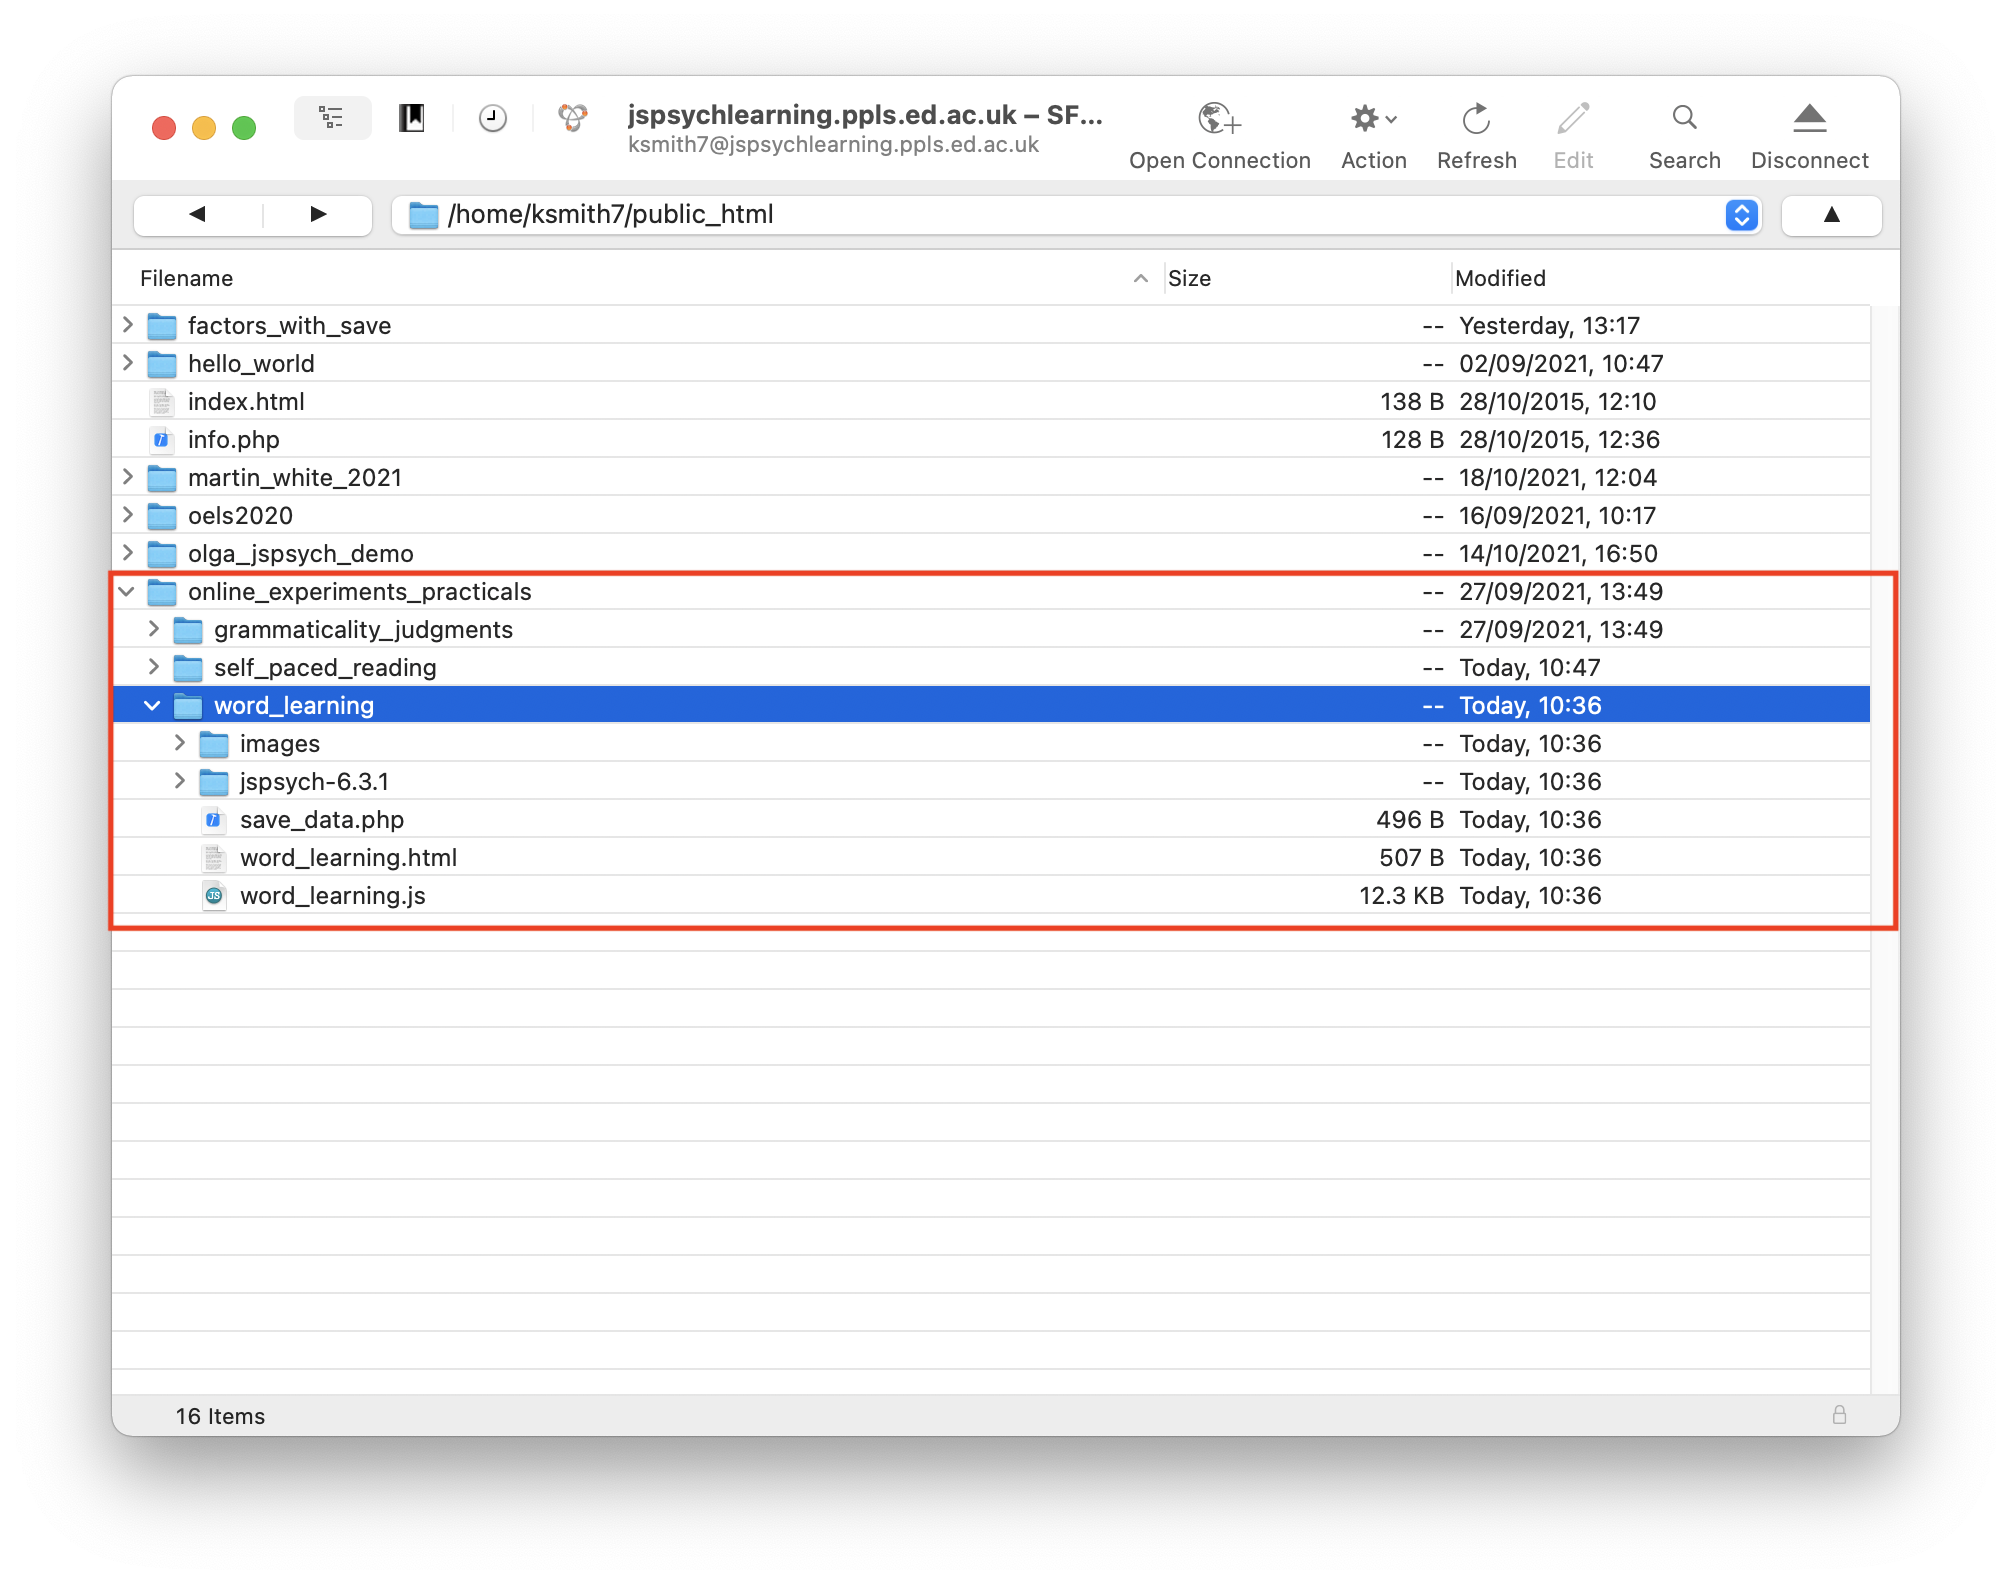 jspsychlearning.ppls.ed.ac.uk – SF...
ksmith7@jspsychlearning.ppls.ed.ac.uk
Open Connection Action Refresh Edit Search Disconnect
/home/ksmith7/public_html
Filename Size Modified
factors_with_save -- Yesterday, 13:17
hello_world -- 02/09/2021, 10:47
index.html 138 B 28/10/2015, 12:10
info.php 128 B 28/10/2015, 12:36
martin_white_2021 -- 18/10/2021, 12:04
oels2020 -- 16/09/2021, 10:17
olga_jspsych_demo -- 14/10/2021, 16:50
online_experiments_practicals -- 27/09/2021, 13:49
grammaticality_judgments -- 27/09/2021, 13:49
self_paced_reading -- Today, 10:47
word_learning -- Today, 10:36
images -- Today, 10:36
jspsych-6.3.1 -- Today, 10:36
save_data.php 496 B Today, 10:36
word_learning.html 507 B Today, 10:36
word_learning.js 12.3 KB Today, 10:36
16 Items